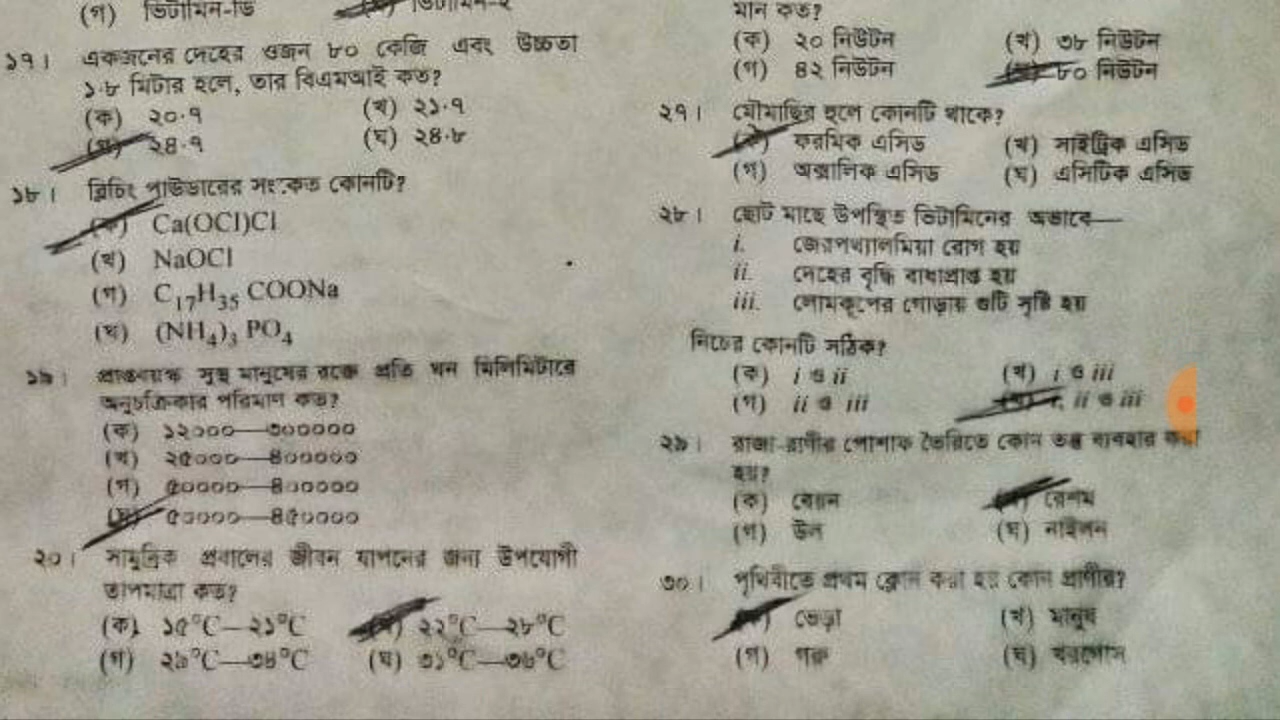 (গ) ভিটামিন-ডি
ভিটামিন-ই
১৭। একজনের দেহের ওজন ৮০ কেজি এবং উচ্চতা
১·৮ মিটার হলে, তার বিএমআই কত?
(ক) ২০·৭ (খ) ২১·৭
(গ) ২৪·৭ (ঘ) ২৪·৮
১৮। ব্লিচিং পাউডারের সংকেত কোনটি?
(ক) Ca(OCl)Cl
(খ) NaOCl
(গ) C₁₇H₃₅ COONa
(ঘ) (NH₄)₃ PO₄
১৯। প্রাপ্তবয়স্ক সুস্থ মানুষের রক্তে প্রতি ঘন মিলিমিটারে
অনুচক্রিকার পরিমাণ কত?
(ক) ১২০০০—৩০০০০০
(খ) ২৫০০০—৪০০০০০
(গ) ৫০০০০—৪০০০০০
(ঘ) ৫০০০০—৪৫০০০০
২০। সামুদ্রিক প্রবালের জীবন যাপনের জন্য উপযোগী
তাপমাত্রা কত?
(ক) ১৫°C—২১°C (খ) ২২°C—২৮°C
(গ) ২৯°C—৩৪°C (ঘ) ৩১°C—৩৬°C
মান কত?
(ক) ২০ নিউটন (খ) ৩৮ নিউটন
(গ) ৪২ নিউটন (ঘ) ৮০ নিউটন
২৭। মৌমাছির হুলে কোনটি থাকে?
(ক) ফরমিক এসিড (খ) সাইট্রিক এসিড
(গ) অক্সালিক এসিড (ঘ) এসিটিক এসিড
২৮। ছোট মাছে উপস্থিত ভিটামিনের অভাবে—
i. জেরপথ্যালমিয়া রোগ হয়
ii. দেহের বৃদ্ধি বাধাপ্রাপ্ত হয়
iii. লোমকূপের গোড়ায় গুটি সৃষ্টি হয়
নিচের কোনটি সঠিক?
(ক) i ও ii (খ) i ও iii
(গ) ii ও iii (ঘ) i, ii ও iii
২৯। রাজা-রাণীর পোশাক তৈরিতে কোন তন্তু ব্যবহার করা
হয়?
(ক) রেয়ন (খ) রেশম
(গ) উল (ঘ) নাইলন
৩০। পৃথিবীতে প্রথম ক্লোন করা হয় কোন প্রাণীর?
(ক) ভেড়া (খ) মানুষ
(গ) গরু (ঘ) খরগোস